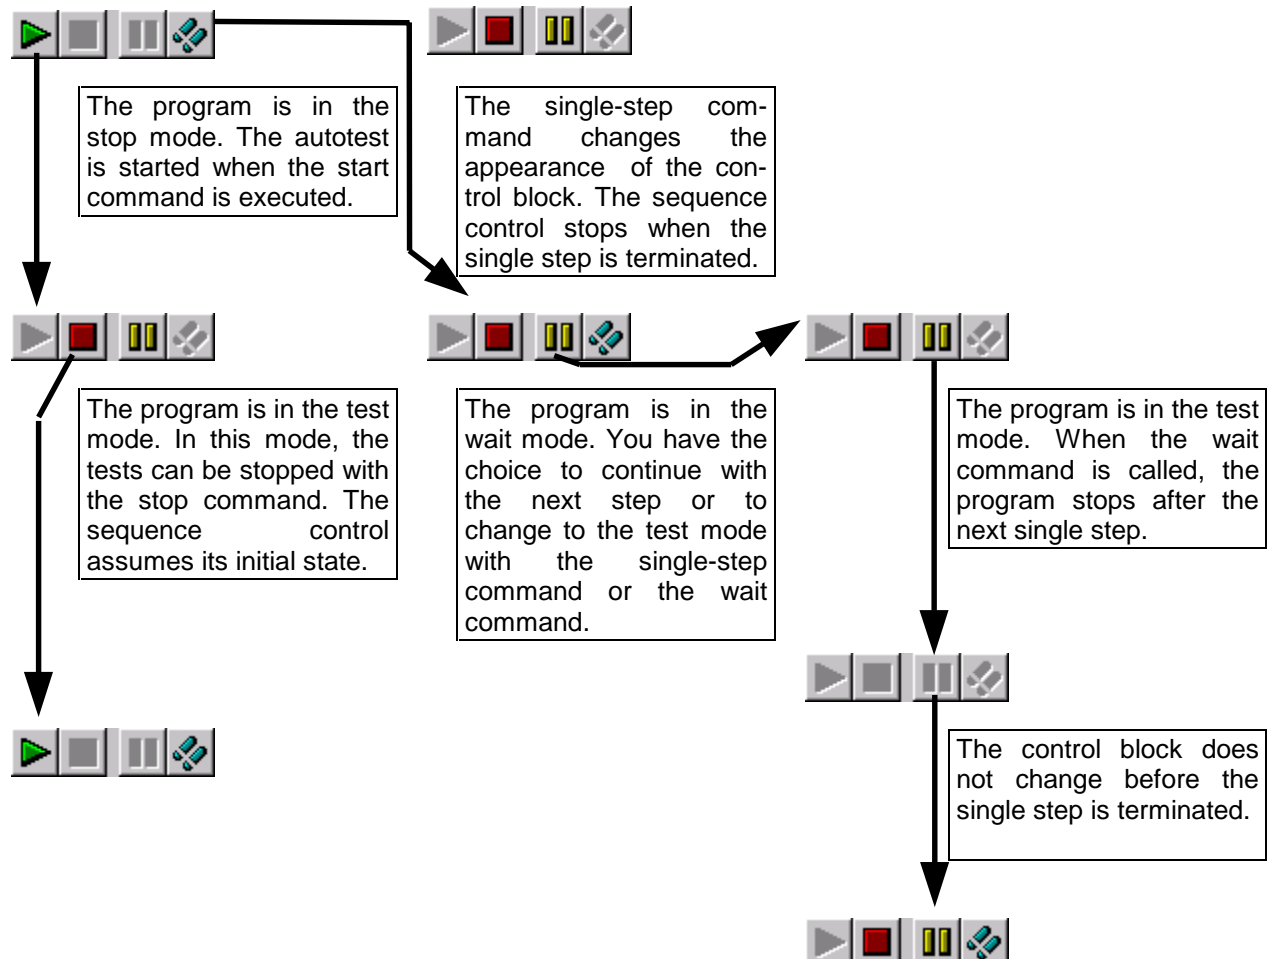 The program is in the
stop mode. The autotest
is started when the start
command is executed.
The single-step com-
mand changes the
appearance of the con-
trol block. The sequence
control stops when the
single step is terminated.
The program is in the test
mode. In this mode, the
tests can be stopped with
the stop command. The
sequence control
assumes its initial state.
The program is in the
wait mode. You have the
choice to continue with
the next step or to
change to the test mode
with the single-step
command or the wait
command.
The program is in the test
mode. When the wait
command is called, the
program stops after the
next single step.
The control block does
not change before the
single step is terminated.